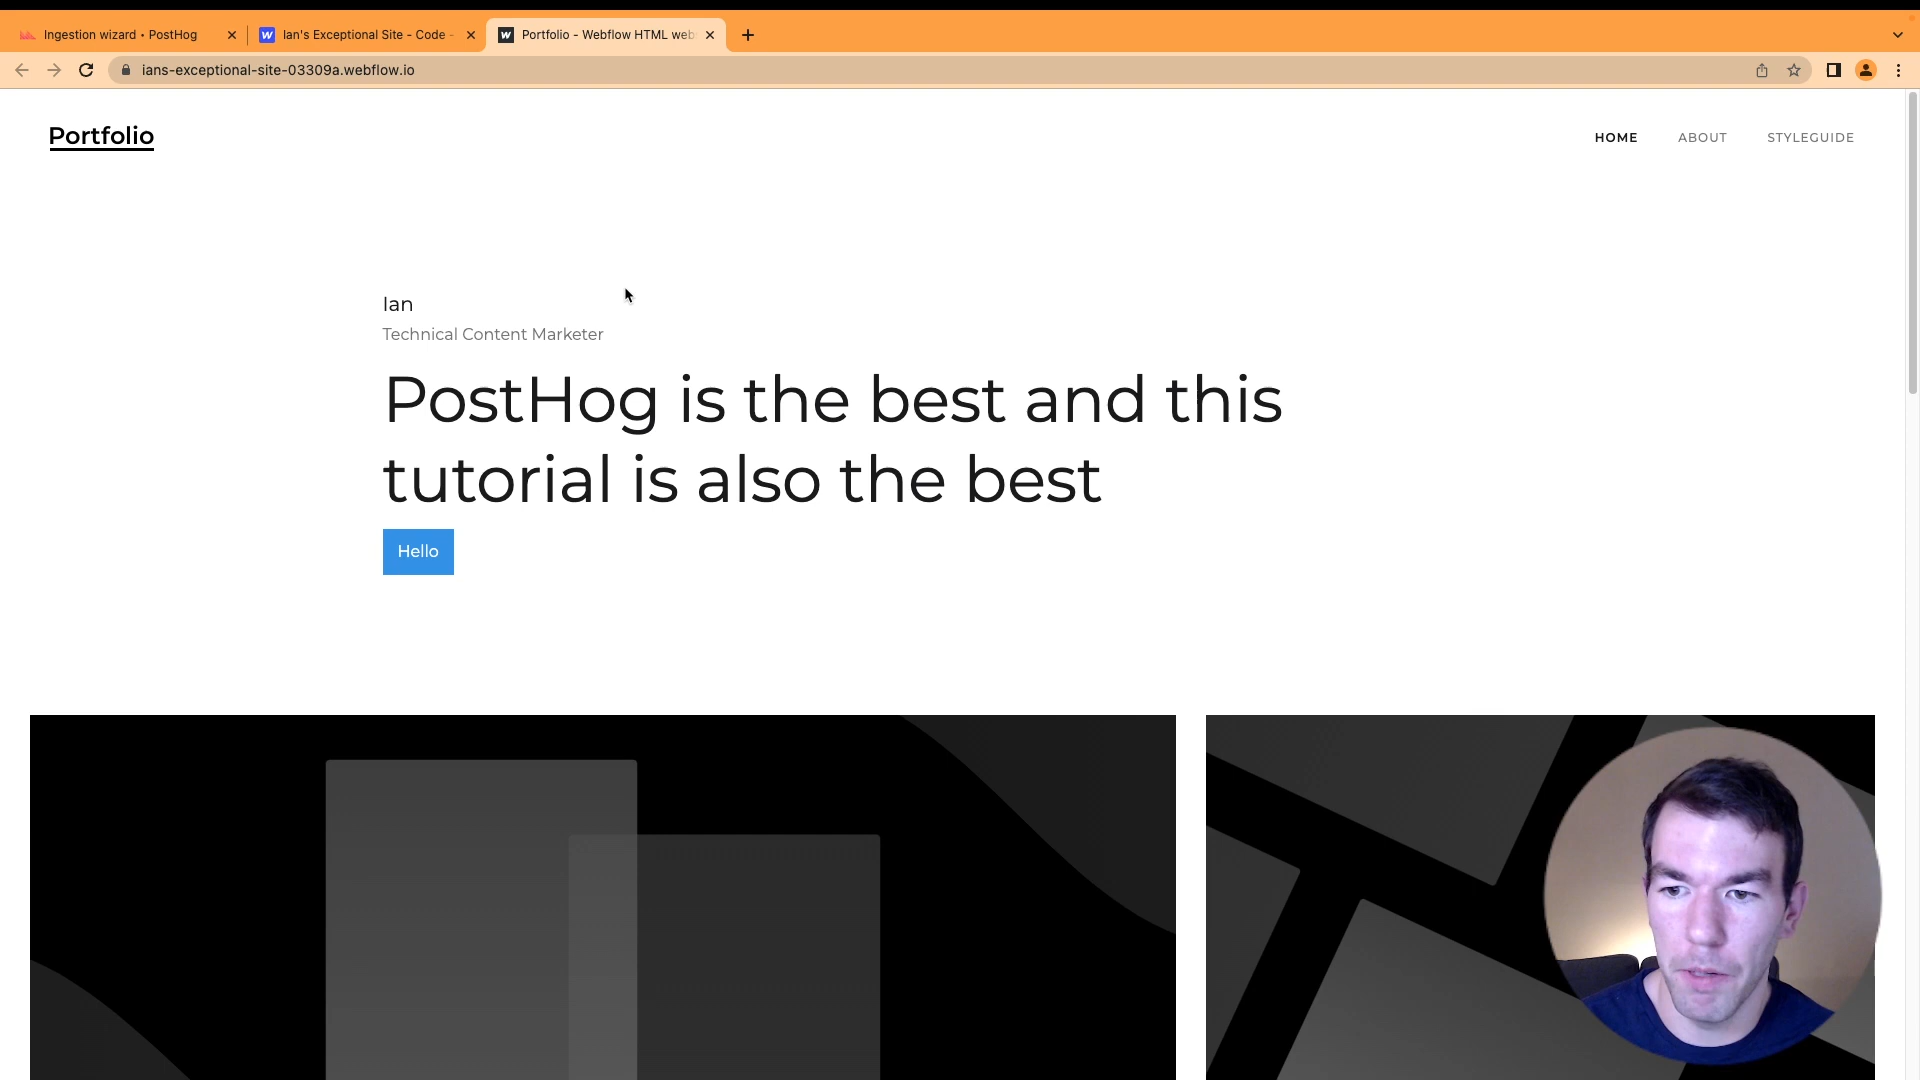 Ingestion wizard • PostHog
Ian's Exceptional Site - Code -
Portfolio - Webflow HTML web
ians-exceptional-site-03309a.webflow.io
Portfolio
HOME
ABOUT
STYLEGUIDE
Ian
Technical Content Marketer
PostHog is the best and this
tutorial is also the best
Hello